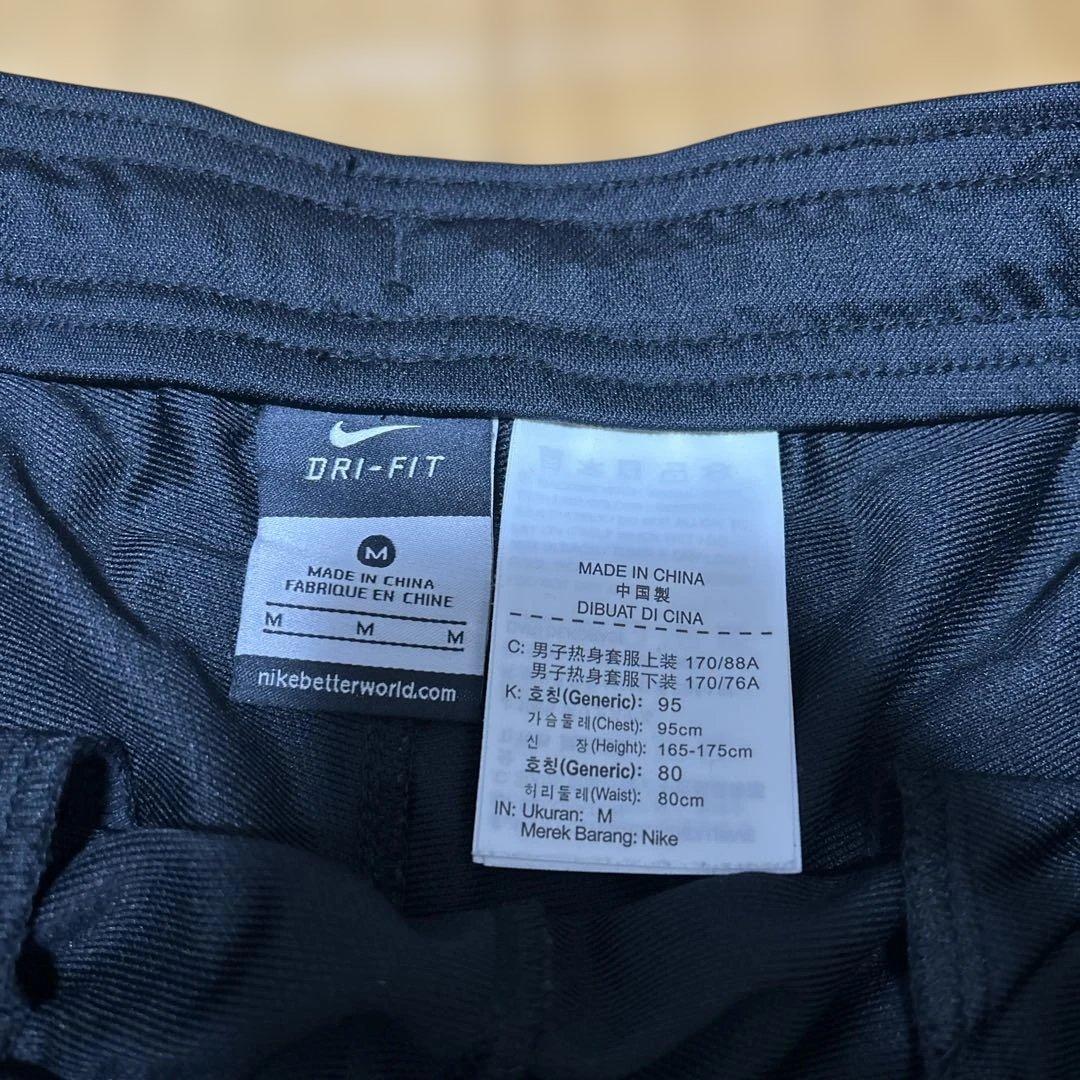 DRI-FIT
M
MADE IN CHINA
FABRIQUE EN CHINE
M M M
nikebetterworld.com
MADE IN CHINA
中国製
DIBUAT DI CINA
C: 男子热身套服上装 170/88A
男子热身套服下装 170/76A
K: 호칭(Generic): 95
가슴둘레(Chest): 95cm
신 장(Height): 165-175cm
호칭(Generic): 80
허리둘레(Waist): 80cm
IN: Ukuran: M
Merek Barang: Nike